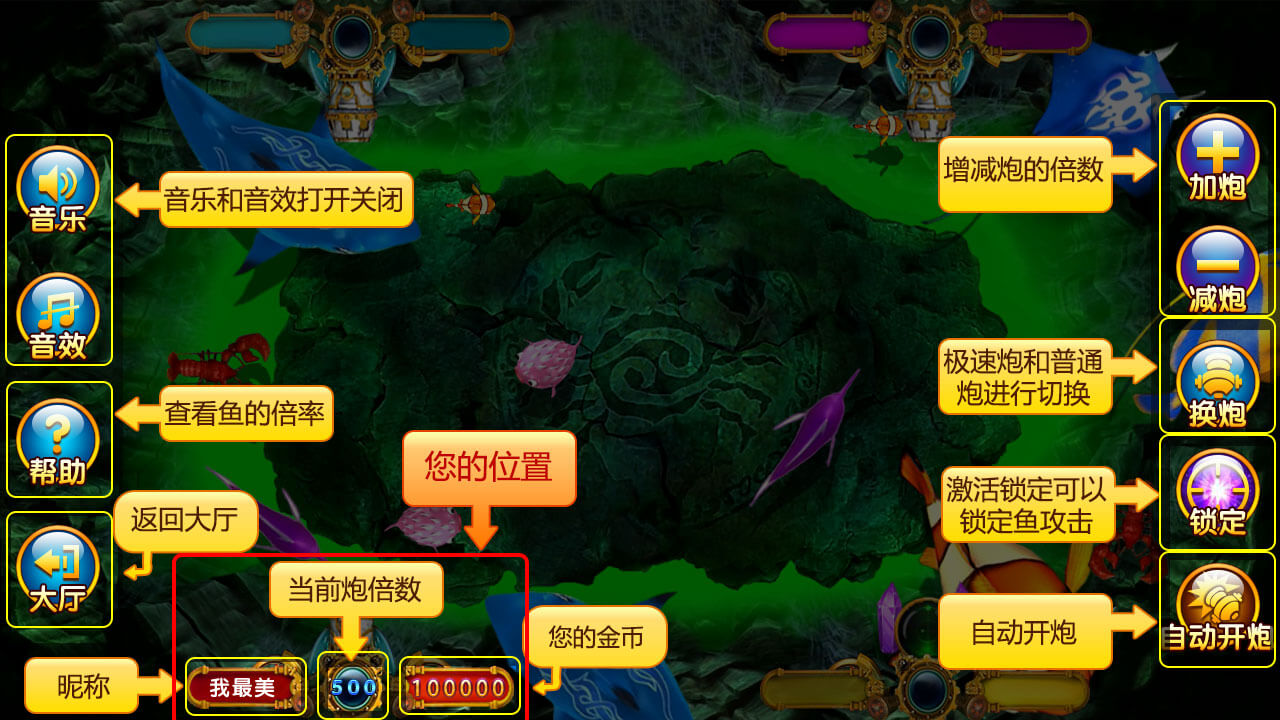 音乐
音乐和音效打开关闭
音效
查看鱼的倍率
帮助
返回大厅
大厅
您的位置
当前炮倍数
您的金币
昵称
我最美
500
100000
增减炮的倍数
加炮
减炮
极速炮和普通
炮进行切换
换炮
激活锁定可以
锁定鱼攻击
锁定
自动开炮
自动开炮